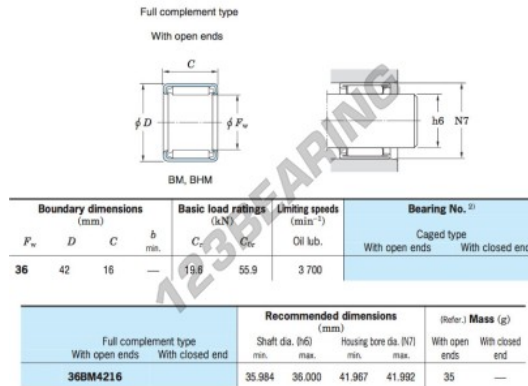 Full complement type
With open ends
C
φ D
φ Fw
h6
N7
BM, BHM
123BEARING
Boundary dimensions
(mm)
Basic load ratings
(kN)
Limiting speeds
(min⁻¹)
Bearing No. 2)
Fw D C b
min.
Cr C0r
Oil lub.
Caged type
With open ends With closed end
36 42 16 — 19.6 55.9 3 700
Full complement type
With open ends With closed end
Recommended dimensions
(mm)
Shaft dia. (h6) Housing bore dia. (N7)
min. max. min. max.
(Refer.) Mass (g)
With open ends
With closed end
36BM4216 35.984 36.000 41.967 41.992 35 —